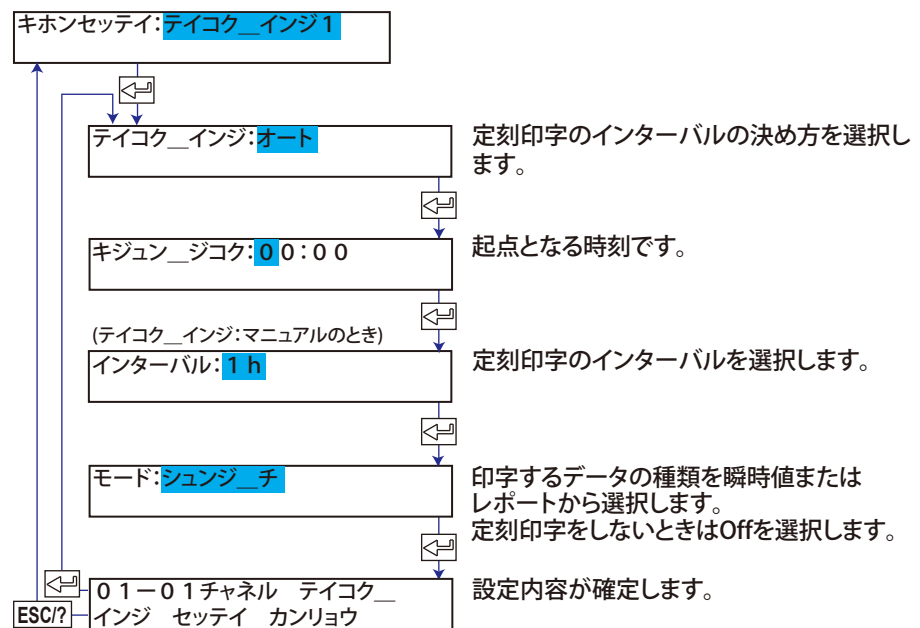 キホンセッテイ：テイコク＿インジ１
テイコク＿インジ：オート
定刻印字のインターバルの決め方を選択し
ます。
キジュン＿ジコク：００：００
起点となる時刻です。
(テイコク＿インジ：マニュアルのとき)
インターバル：１ｈ
定刻印字のインターバルを選択します。
モード：シュンジ＿チ
印字するデータの種類を瞬時値または
レポートから選択します。
定刻印字をしないときはOffを選択します。
０１－０１チャネル　テイコク＿
インジ　セッテイ　カンリョウ
設定内容が確定します。
ESC/?